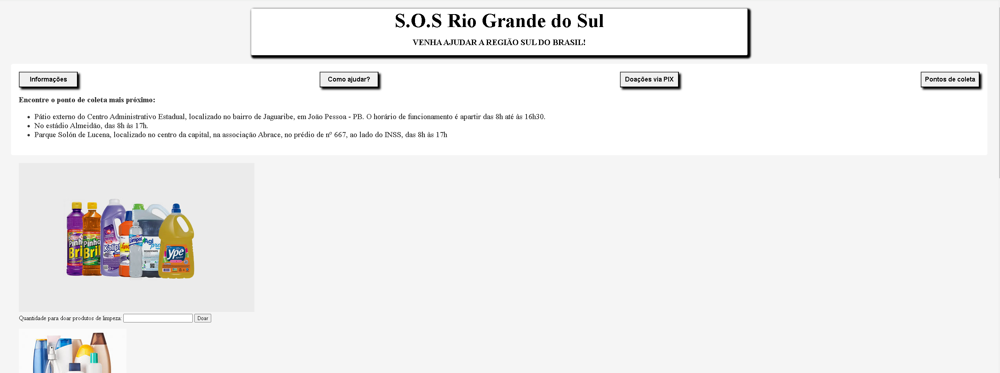 S.O.S Rio Grande do Sul
VENHA AJUDAR A REGIÃO SUL DO BRASIL!
Informações
Como ajudar?
Doações via PIX
Pontos de coleta
Encontre o ponto de coleta mais próximo:
Pátio externo do Centro Administrativo Estadual, localizado no bairro de Jaguaribe, em João Pessoa - PB. O horário de funcionamento é apartir das 8h até às 16h30.
No estádio Almeidão, das 8h às 17h.
Parque Solón de Lucena, localizado no centro da capital, na associação Abrace, no prédio de nº 667, ao lado do INSS, das 8h às 17h
Pinh
Bri
Pinho
Bril
Kalip
Lyso
Limpol
Agi
pro
DESINFETANTE
5
Ypê
Neutro
RENDE MAIS
Quantidade para doar produtos de limpeza:
Doar